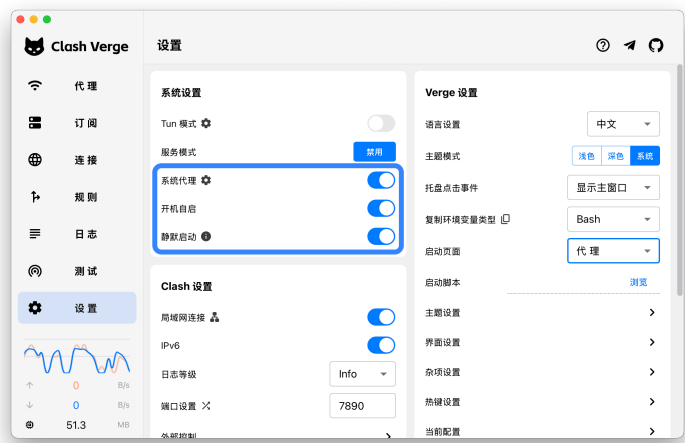 Clash Verge
设置
代理
订阅
连接
规则
日志
测试
设置
0 B/s
0 B/s
51.3 MB
系统设置
Tun 模式
服务模式 禁用
系统代理
开机自启
静默启动
Clash 设置
局域网连接
IPv6
日志等级 Info
端口设置 7890
外部控制
Verge 设置
语言设置 中文
主题模式 浅色 深色 系统
托盘点击事件 显示主窗口
复制环境变量类型 Bash
启动页面 代理
启动脚本 浏览
主题设置
界面设置
杂项设置
热键设置
当前配置